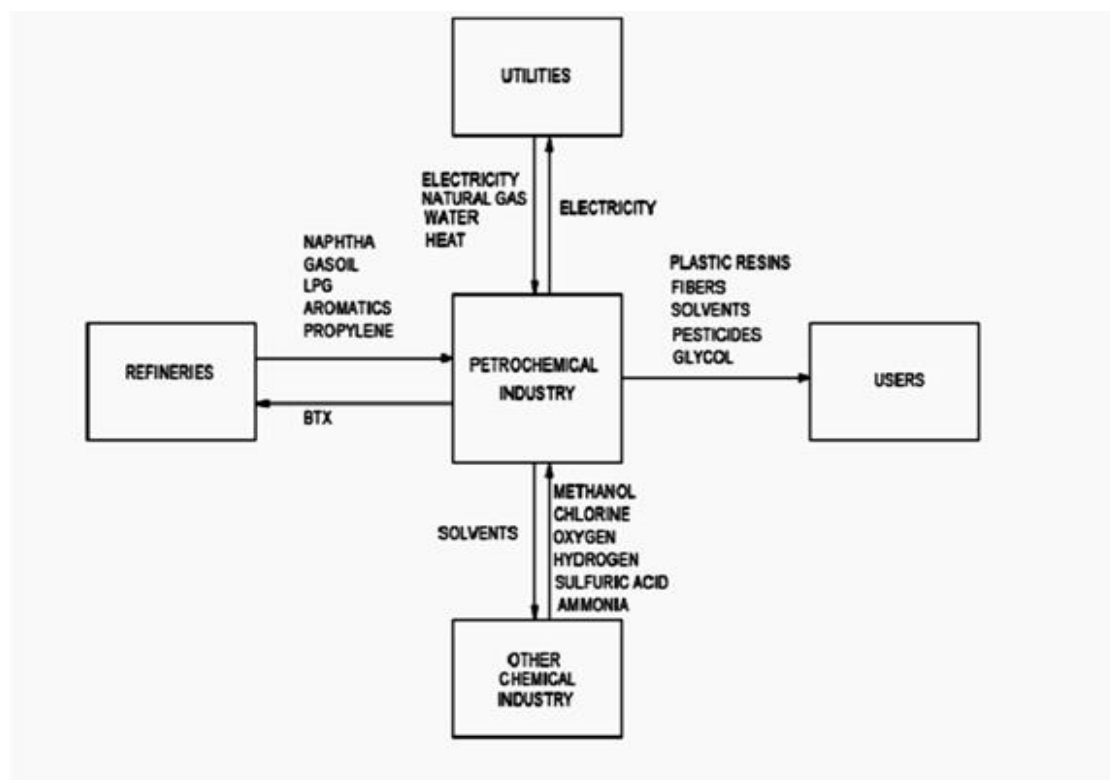 UTILITIES
ELECTRICITY
NATURAL GAS
WATER
HEAT
ELECTRICITY
NAPHTHA
GASOIL
LPG
AROMATICS
PROPYLENE
PLASTIC RESINS
FIBERS
SOLVENTS
PESTICIDES
GLYCOL
REFINERIES
PETROCHEMICAL
INDUSTRY
USERS
BTX
SOLVENTS
METHANOL
CHLORINE
OXYGEN
HYDROGEN
SULFURIC ACID
AMMONIA
OTHER
CHEMICAL
INDUSTRY